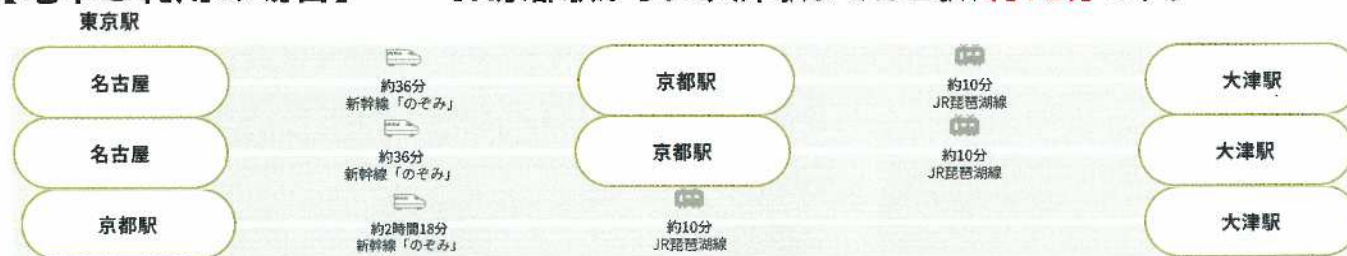 東京駅
名古屋
約36分
新幹線「のぞみ」
京都駅
約10分
JR琵琶湖線
大津駅
名古屋
約36分
新幹線「のぞみ」
京都駅
約10分
JR琵琶湖線
大津駅
京都駅
約2時間18分
新幹線「のぞみ」
約10分
JR琵琶湖線
大津駅